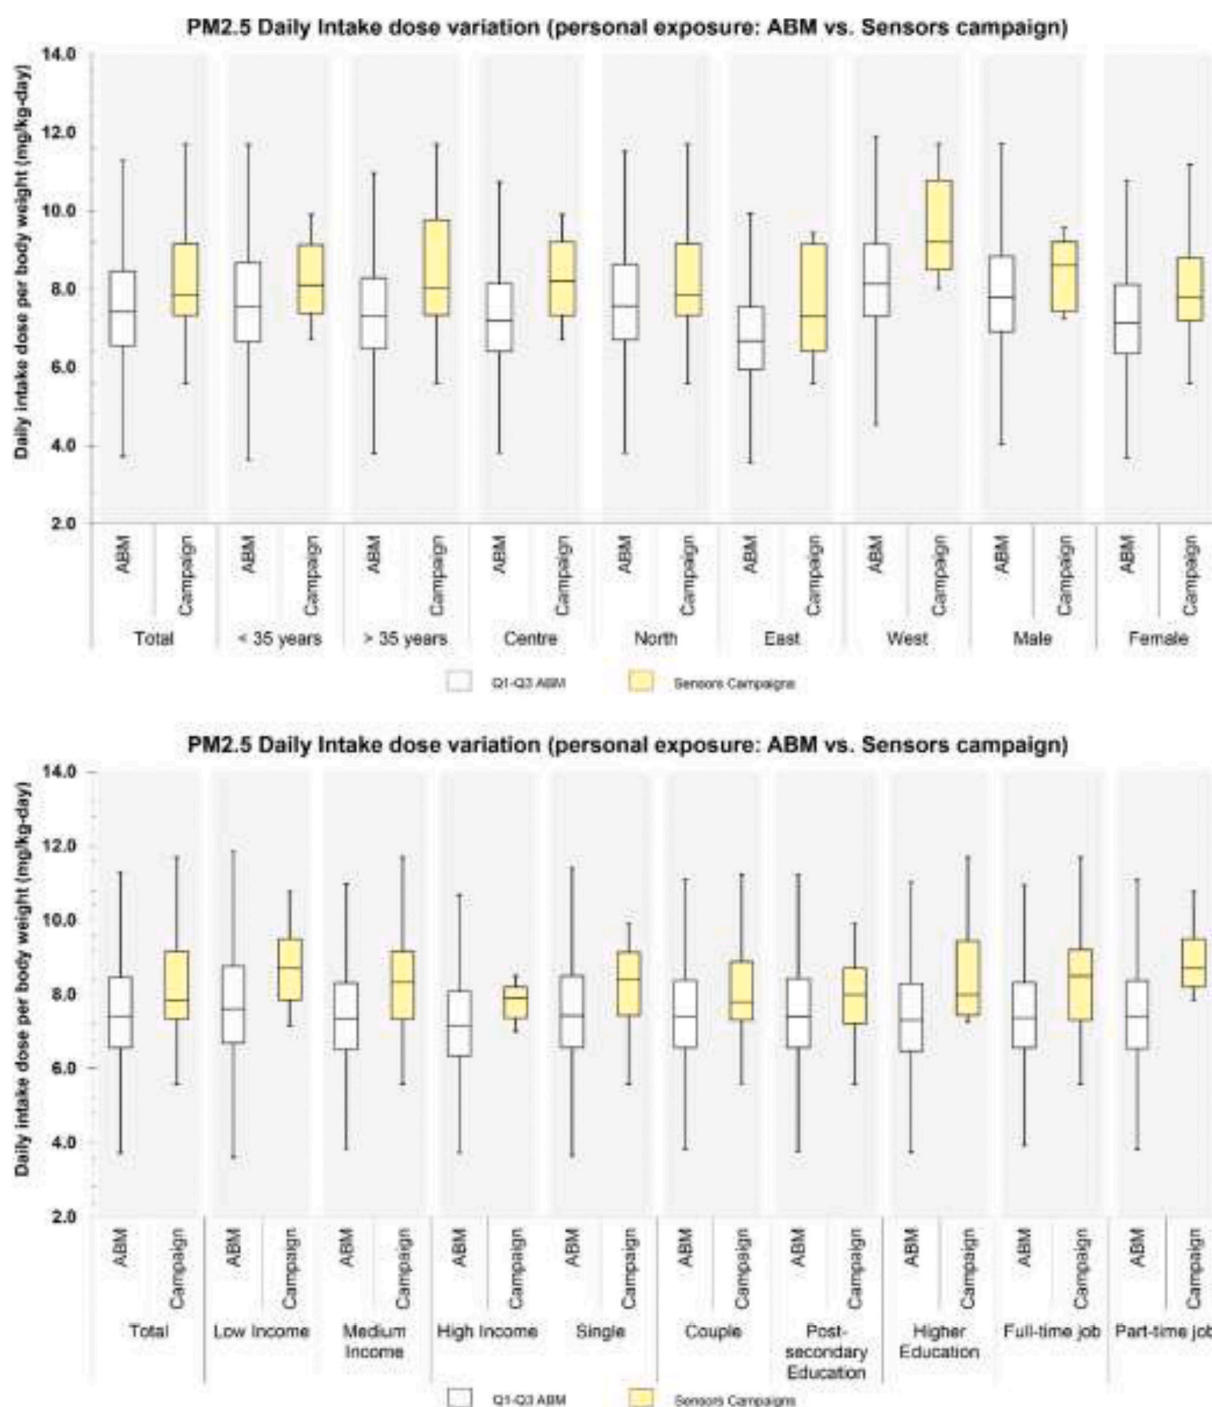 PM2.5 Daily Intake dose variation (personal exposure: ABM vs. Sensors campaign)
Daily intake dose per body weight (mg/kg-day)
14.0
12.0
10.0
8.0
6.0
4.0
2.0
ABM Campaign ABM Campaign ABM Campaign ABM Campaign ABM Campaign ABM Campaign ABM Campaign ABM Campaign ABM Campaign
Total < 35 years > 35 years Centre North East West Male Female
Q1-Q3 ABM Sensors Campaigns
PM2.5 Daily Intake dose variation (personal exposure: ABM vs. Sensors campaign)
Daily intake dose per body weight (mg/kg-day)
14.0
12.0
10.0
8.0
6.0
4.0
2.0
ABM Campaign ABM Campaign ABM Campaign ABM Campaign ABM Campaign ABM Campaign ABM Campaign ABM Campaign ABM Campaign ABM Campaign
Total Low Income Medium High Income Single Couple Post- Higher Full-time job Part-time job
Income secondary Education
Education
Q1-Q3 ABM Sensors Campaigns